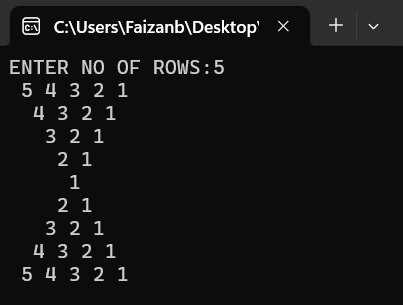 C:\Users\Faizanb\Desktop\
ENTER NO OF ROWS:5
5 4 3 2 1
4 3 2 1
3 2 1
2 1
1
2 1
3 2 1
4 3 2 1
5 4 3 2 1